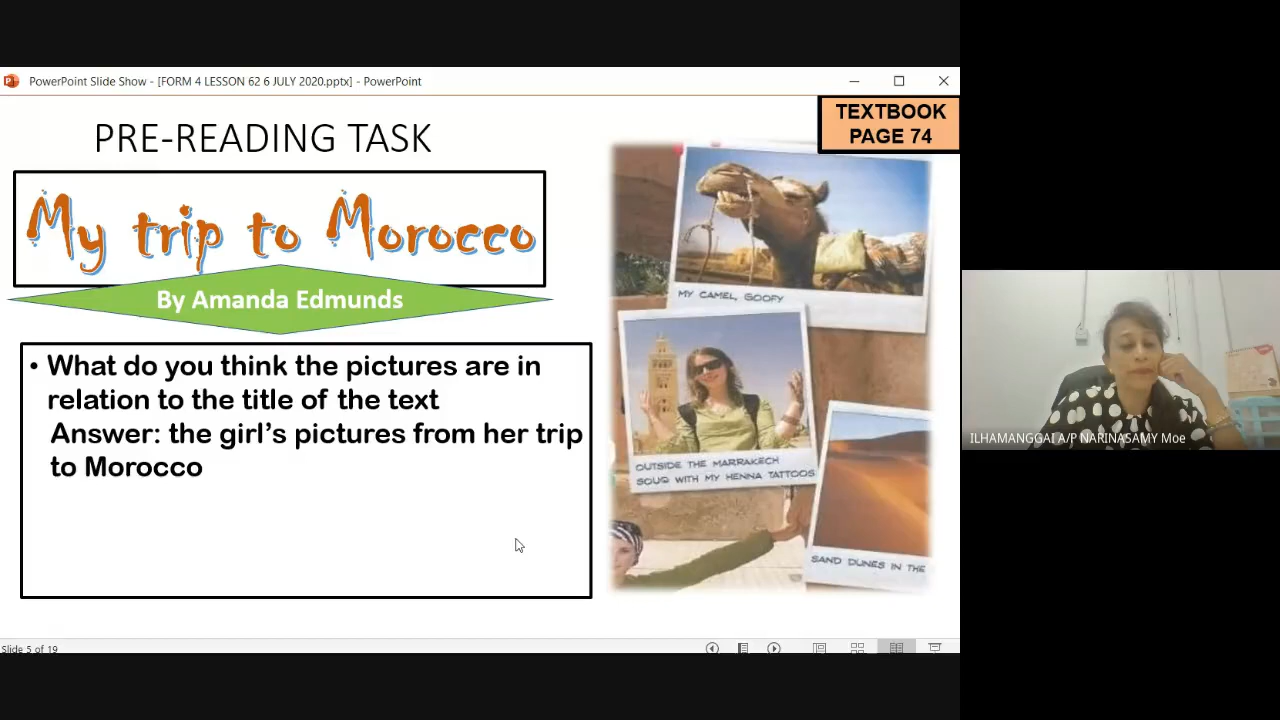 PowerPoint Slide Show - [FORM 4 LESSON 62 6 JULY 2020.pptx] - PowerPoint
TEXTBOOK
PAGE 74
PRE-READING TASK
My trip to Morocco
By Amanda Edmunds
• What do you think the pictures are in
relation to the title of the text
Answer: the girl's pictures from her trip
to Morocco
MY CAMEL, GOOFY
OUTSIDE THE MARRAKECH
SOUQ WITH MY HENNA TATTOOS
SAND DUNES IN THE
ILHAMANGGAI A/P NARINASAMY Moe
Slide 5 of 19